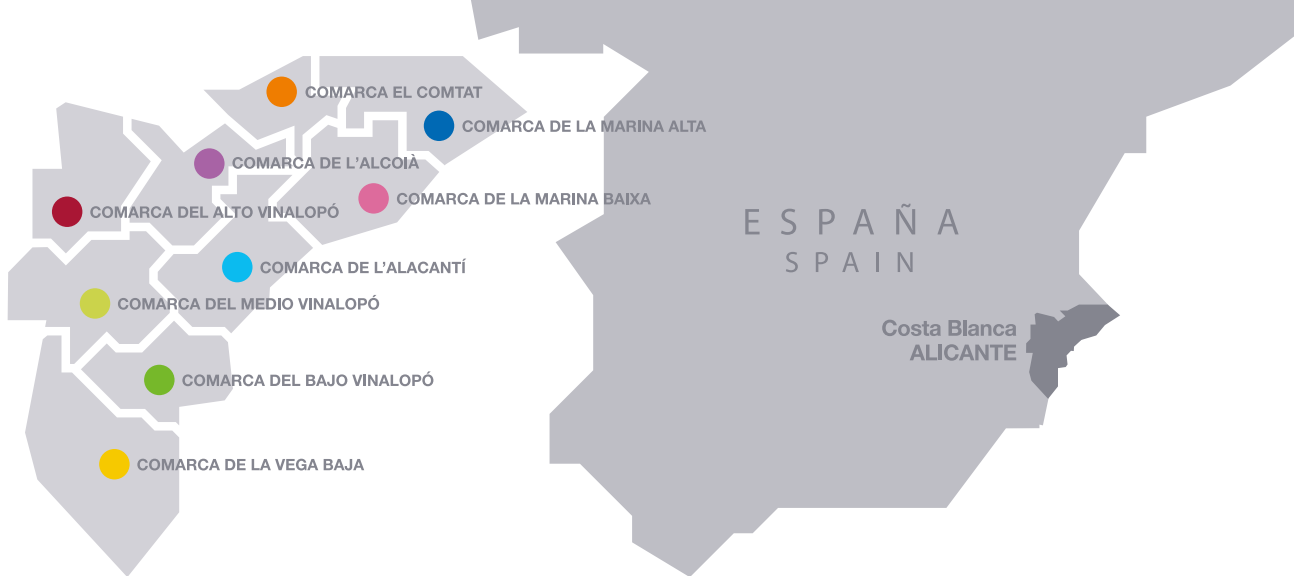 COMARCA EL COMTAT
COMARCA DE LA MARINA ALTA
COMARCA DE L'ALCOIÀ
COMARCA DE LA MARINA BAIXA
COMARCA DEL ALTO VINALOPÓ
COMARCA DE L'ALACANTÍ
COMARCA DEL MEDIO VINALOPÓ
COMARCA DEL BAJO VINALOPÓ
COMARCA DE LA VEGA BAJA
ESPAÑA
SPAIN
Costa Blanca
ALICANTE